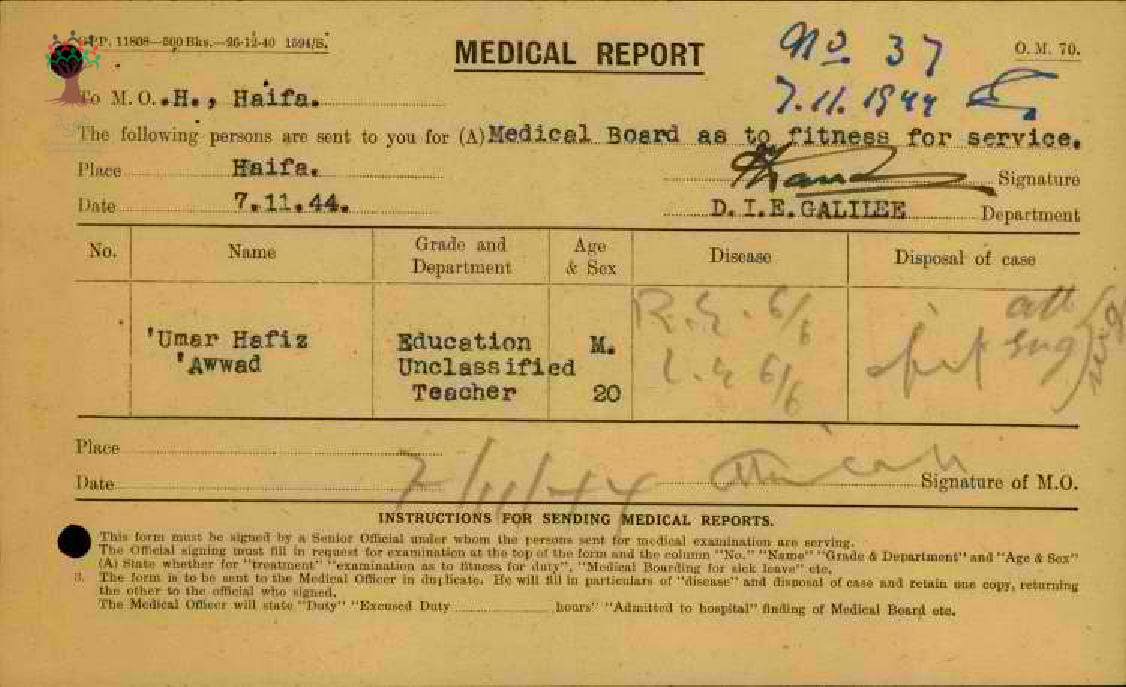 11808—500 Bks.—26-12-40 1594/S.
MEDICAL REPORT
No. 37
O. M. 70.
7.11.1944
To M. O. .H., Haifa.
The following persons are sent to you for (A) Medical Board as to fitness for service.
Place Haifa.
Signature
Date 7.11.44.
D.I.E.GALILEE Department
No. Name Grade and Department Age & Sex Disease Disposal of case
'Umar Hafiz 'Awwad
Education Unclassified Teacher
M. 20
R.E. 6/6
L.E 6/6
fit
Place
Date 7/11/44
Signature of M.O.
INSTRUCTIONS FOR SENDING MEDICAL REPORTS.
This form must be signed by a Senior Official under whom the persons sent for medical examination are serving.
The Official signing must fill in request for examination at the top of the form and the column "No." "Name" "Grade & Department" and "Age & Sex"
(A) State whether for "treatment" "examination as to fitness for duty", "Medical Boarding for sick leave" etc.
3. The form is to be sent to the Medical Officer in duplicate. He will fill in particulars of "disease" and disposal of case and retain one copy, returning
the other to the official who signed.
The Medical Officer will state "Duty" "Excused Duty hours" "Admitted to hospital" finding of Medical Board etc.